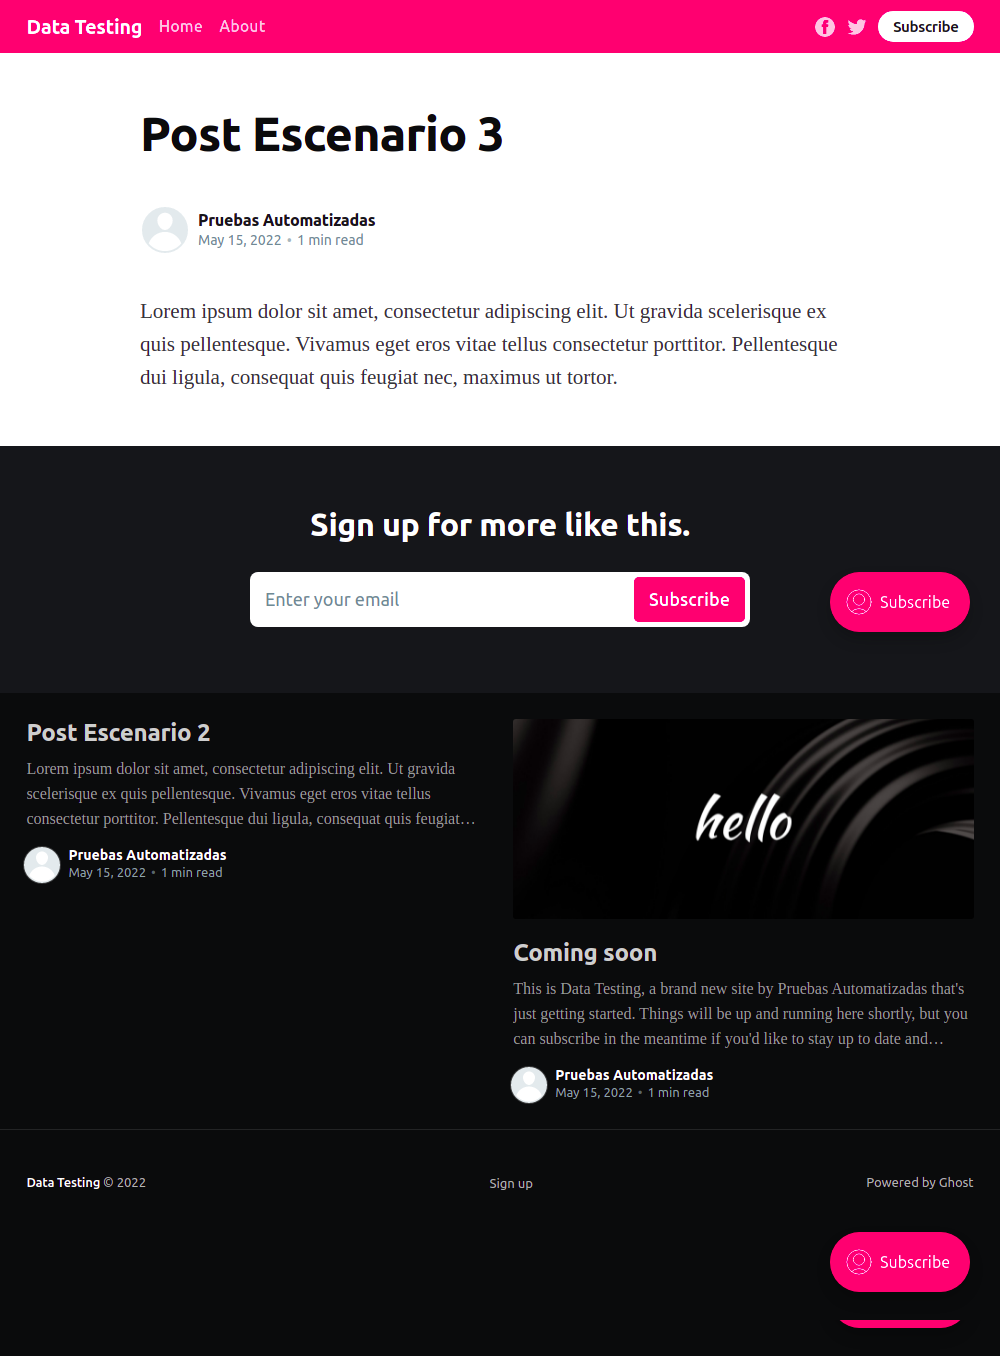 Data Testing Home About Subscribe
Post Escenario 3
Pruebas Automatizadas
May 15, 2022 • 1 min read
Lorem ipsum dolor sit amet, consectetur adipiscing elit. Ut gravida scelerisque ex
quis pellentesque. Vivamus eget eros vitae tellus consectetur porttitor. Pellentesque
dui ligula, consequat quis feugiat nec, maximus ut tortor.
Sign up for more like this.
Enter your email Subscribe
Subscribe
Post Escenario 2
Lorem ipsum dolor sit amet, consectetur adipiscing elit. Ut gravida
scelerisque ex quis pellentesque. Vivamus eget eros vitae tellus
consectetur porttitor. Pellentesque dui ligula, consequat quis feugiat…
Pruebas Automatizadas
May 15, 2022 • 1 min read
hello
Coming soon
This is Data Testing, a brand new site by Pruebas Automatizadas that's
just getting started. Things will be up and running here shortly, but you
can subscribe in the meantime if you'd like to stay up to date and…
Pruebas Automatizadas
May 15, 2022 • 1 min read
Data Testing © 2022
Sign up
Powered by Ghost
Subscribe